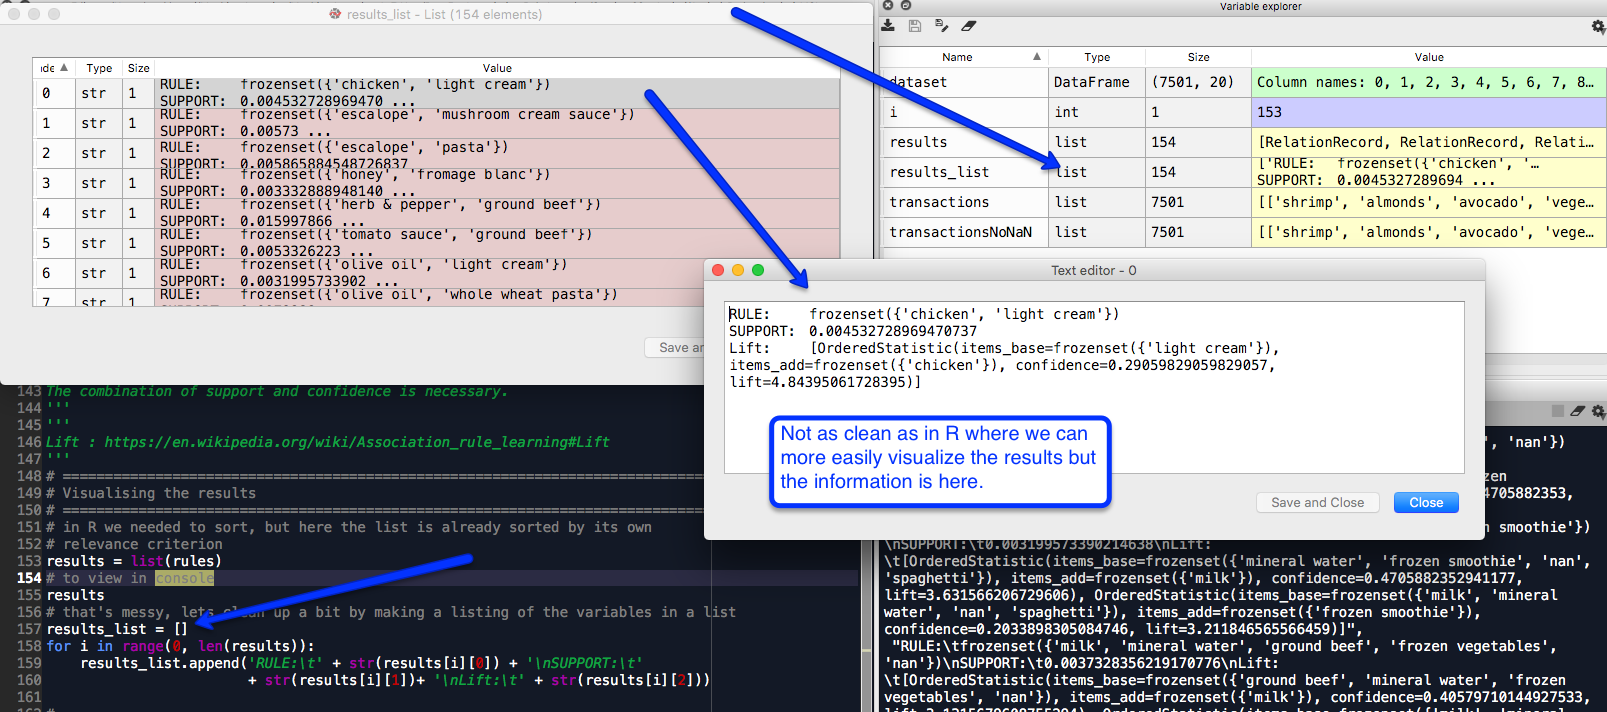 results_list - List (154 elements)
Variable explorer
Name Type Size Value
dataset DataFrame (7501, 20) Column names: 0, 1, 2, 3, 4, 5, 6, 7, 8…
i int 1 153
results list 154 [RelationRecord, RelationRecord, Relati…
results_list list 154 ['RULE: frozenset({'chicken', '…
SUPPORT: 0.0045327289694 ...
transactions list 7501 [['shrimp', 'almonds', 'avocado', 'vege…
transactionsNoNaN list 7501 [['shrimp', 'almonds', 'avocado', 'vege…
Type Size Value
0 str 1 RULE: frozenset({'chicken', 'light cream'})
SUPPORT: 0.004532728969470 ...
1 str 1 RULE: frozenset({'escalope', 'mushroom cream sauce'})
SUPPORT: 0.00573 ...
2 str 1 RULE: frozenset({'escalope', 'pasta'})
SUPPORT: 0.005865884548726837
3 str 1 RULE: frozenset({'honey', 'fromage blanc'})
SUPPORT: 0.003332888948140 ...
4 str 1 RULE: frozenset({'herb & pepper', 'ground beef'})
SUPPORT: 0.015997866 ...
5 str 1 RULE: frozenset({'tomato sauce', 'ground beef'})
SUPPORT: 0.0053326223 ...
6 str 1 RULE: frozenset({'olive oil', 'light cream'})
SUPPORT: 0.0031995733902 ...
7 str 1 RULE: frozenset({'olive oil', 'whole wheat pasta'})
Save
Text editor - 0
RULE: frozenset({'chicken', 'light cream'})
SUPPORT: 0.004532728969470737
Lift: [OrderedStatistic(items_base=frozenset({'light cream'}),
items_add=frozenset({'chicken'}), confidence=0.29059829059829057,
lift=4.84395061728395)]
Not as clean as in R where we can
more easily visualize the results but
the information is here.
Save and Close Close
143 The combination of support and confidence is necessary.
144 '''
145 '''
146 Lift : https://en.wikipedia.org/wiki/Association_rule_learning#Lift
147 '''
148 # ==============================================================================
149 # Visualising the results
150 # ==============================================================================
151 # in R we needed to sort, but here the list is already sorted by its own
152 # relevance criterion
153 results = list(rules)
154 # to view in console
155 results
156 # that's messy, lets clean up a bit by making a listing of the variables in a list
157 results_list = []
158 for i in range(0, len(results)):
159 results_list.append('RULE:\t' + str(results[i][0]) + '\nSUPPORT:\t'
160 + str(results[i][1])+ '\nLift:\t' + str(results[i][2]))
161
', 'nan'})
4705882353,
smoothie'})
\nSUPPORT:\t0.003199573390214638\nLift:
\t[OrderedStatistic(items_base=frozenset({'mineral water', 'frozen smoothie', 'nan',
'spaghetti'}), items_add=frozenset({'milk'}), confidence=0.4705882352941177,
lift=3.631566206729606), OrderedStatistic(items_base=frozenset({'milk', 'mineral
water', 'nan', 'spaghetti'}), items_add=frozenset({'frozen smoothie'}),
confidence=0.2033898305084746, lift=3.211846565566459)]",
"RULE:\tfrozenset({'milk', 'mineral water', 'ground beef', 'frozen vegetables',
'nan'})\nSUPPORT:\t0.0037328356219170776\nLift:
\t[OrderedStatistic(items_base=frozenset({'ground beef', 'mineral water', 'frozen
vegetables', 'nan'}), items_add=frozenset({'milk'}), confidence=0.40579710144927533,